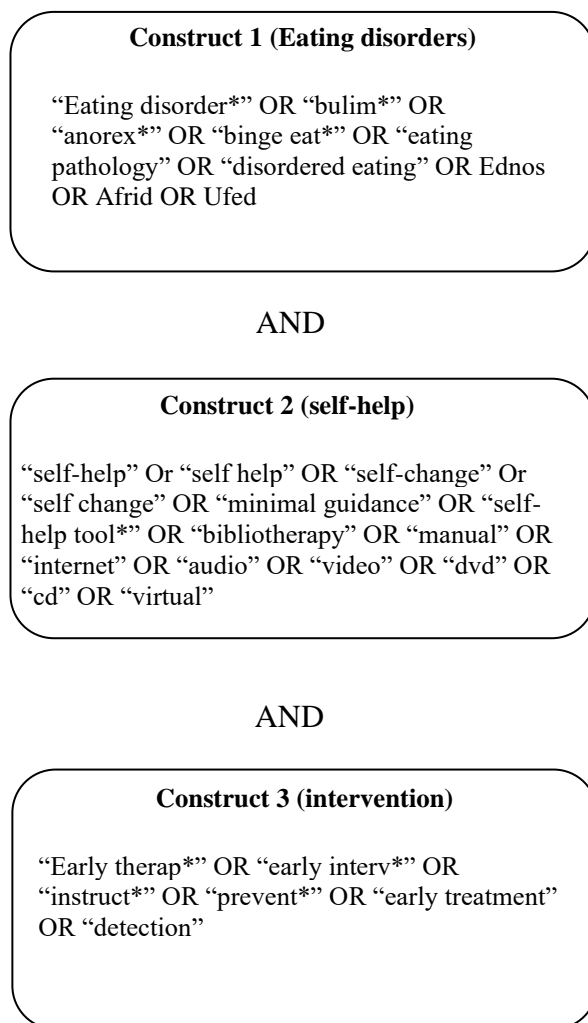 Construct 1 (Eating disorders)
“Eating disorder*” OR “bulim*” OR
“anorex*” OR “binge eat*” OR “eating
pathology” OR “disordered eating” OR Ednos
OR Afrid OR Ufed
AND
Construct 2 (self-help)
“self-help” Or “self help” OR “self-change” Or
“self change” OR “minimal guidance” OR “self-
help tool*” OR “bibliotherapy” OR “manual” OR
“internet” OR “audio” OR “video” OR “dvd” OR
“cd” OR “virtual”
AND
Construct 3 (intervention)
“Early therap*” OR “early interv*” OR
“instruct*” OR “prevent*” OR “early treatment”
OR “detection”